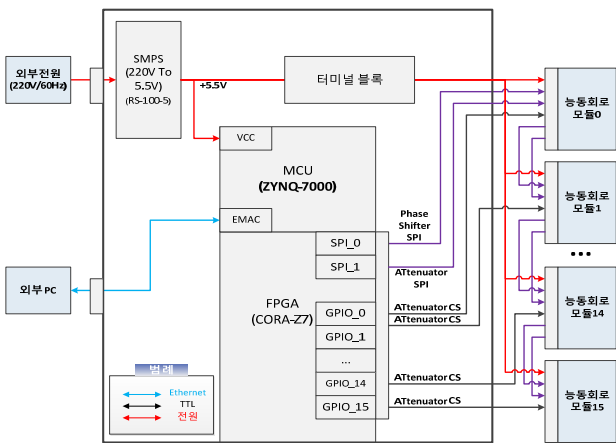 외부전원
(220V/60Hz)
SMPS
(220V To
5.5V)
(RS-100-5)
+5.5V
터미널 블록
능동회로
모듈0
VCC
MCU
(ZYNQ-7000)
능동회로
모듈1
EMAC
Phase
Shifter
SPI
SPI_0
SPI_1
ATtenuator
SPI
...
외부 PC
FPGA
(CORA-Z7)
GPIO_0
ATtenuator CS
ATtenuator CS
GPIO_1
능동회로
모듈14
...
범례
Ethernet
TTL
전원
GPIO_14
ATtenuator CS
GPIO_15
ATtenuator CS
능동회로
모듈15